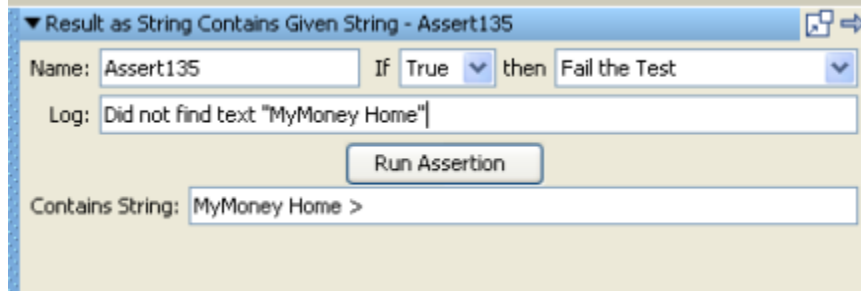 Result as String Contains Given String - Assert135
Name: Assert135 If True then Fail the Test
Log: Did not find text "MyMoney Home"
Run Assertion
Contains String: MyMoney Home >